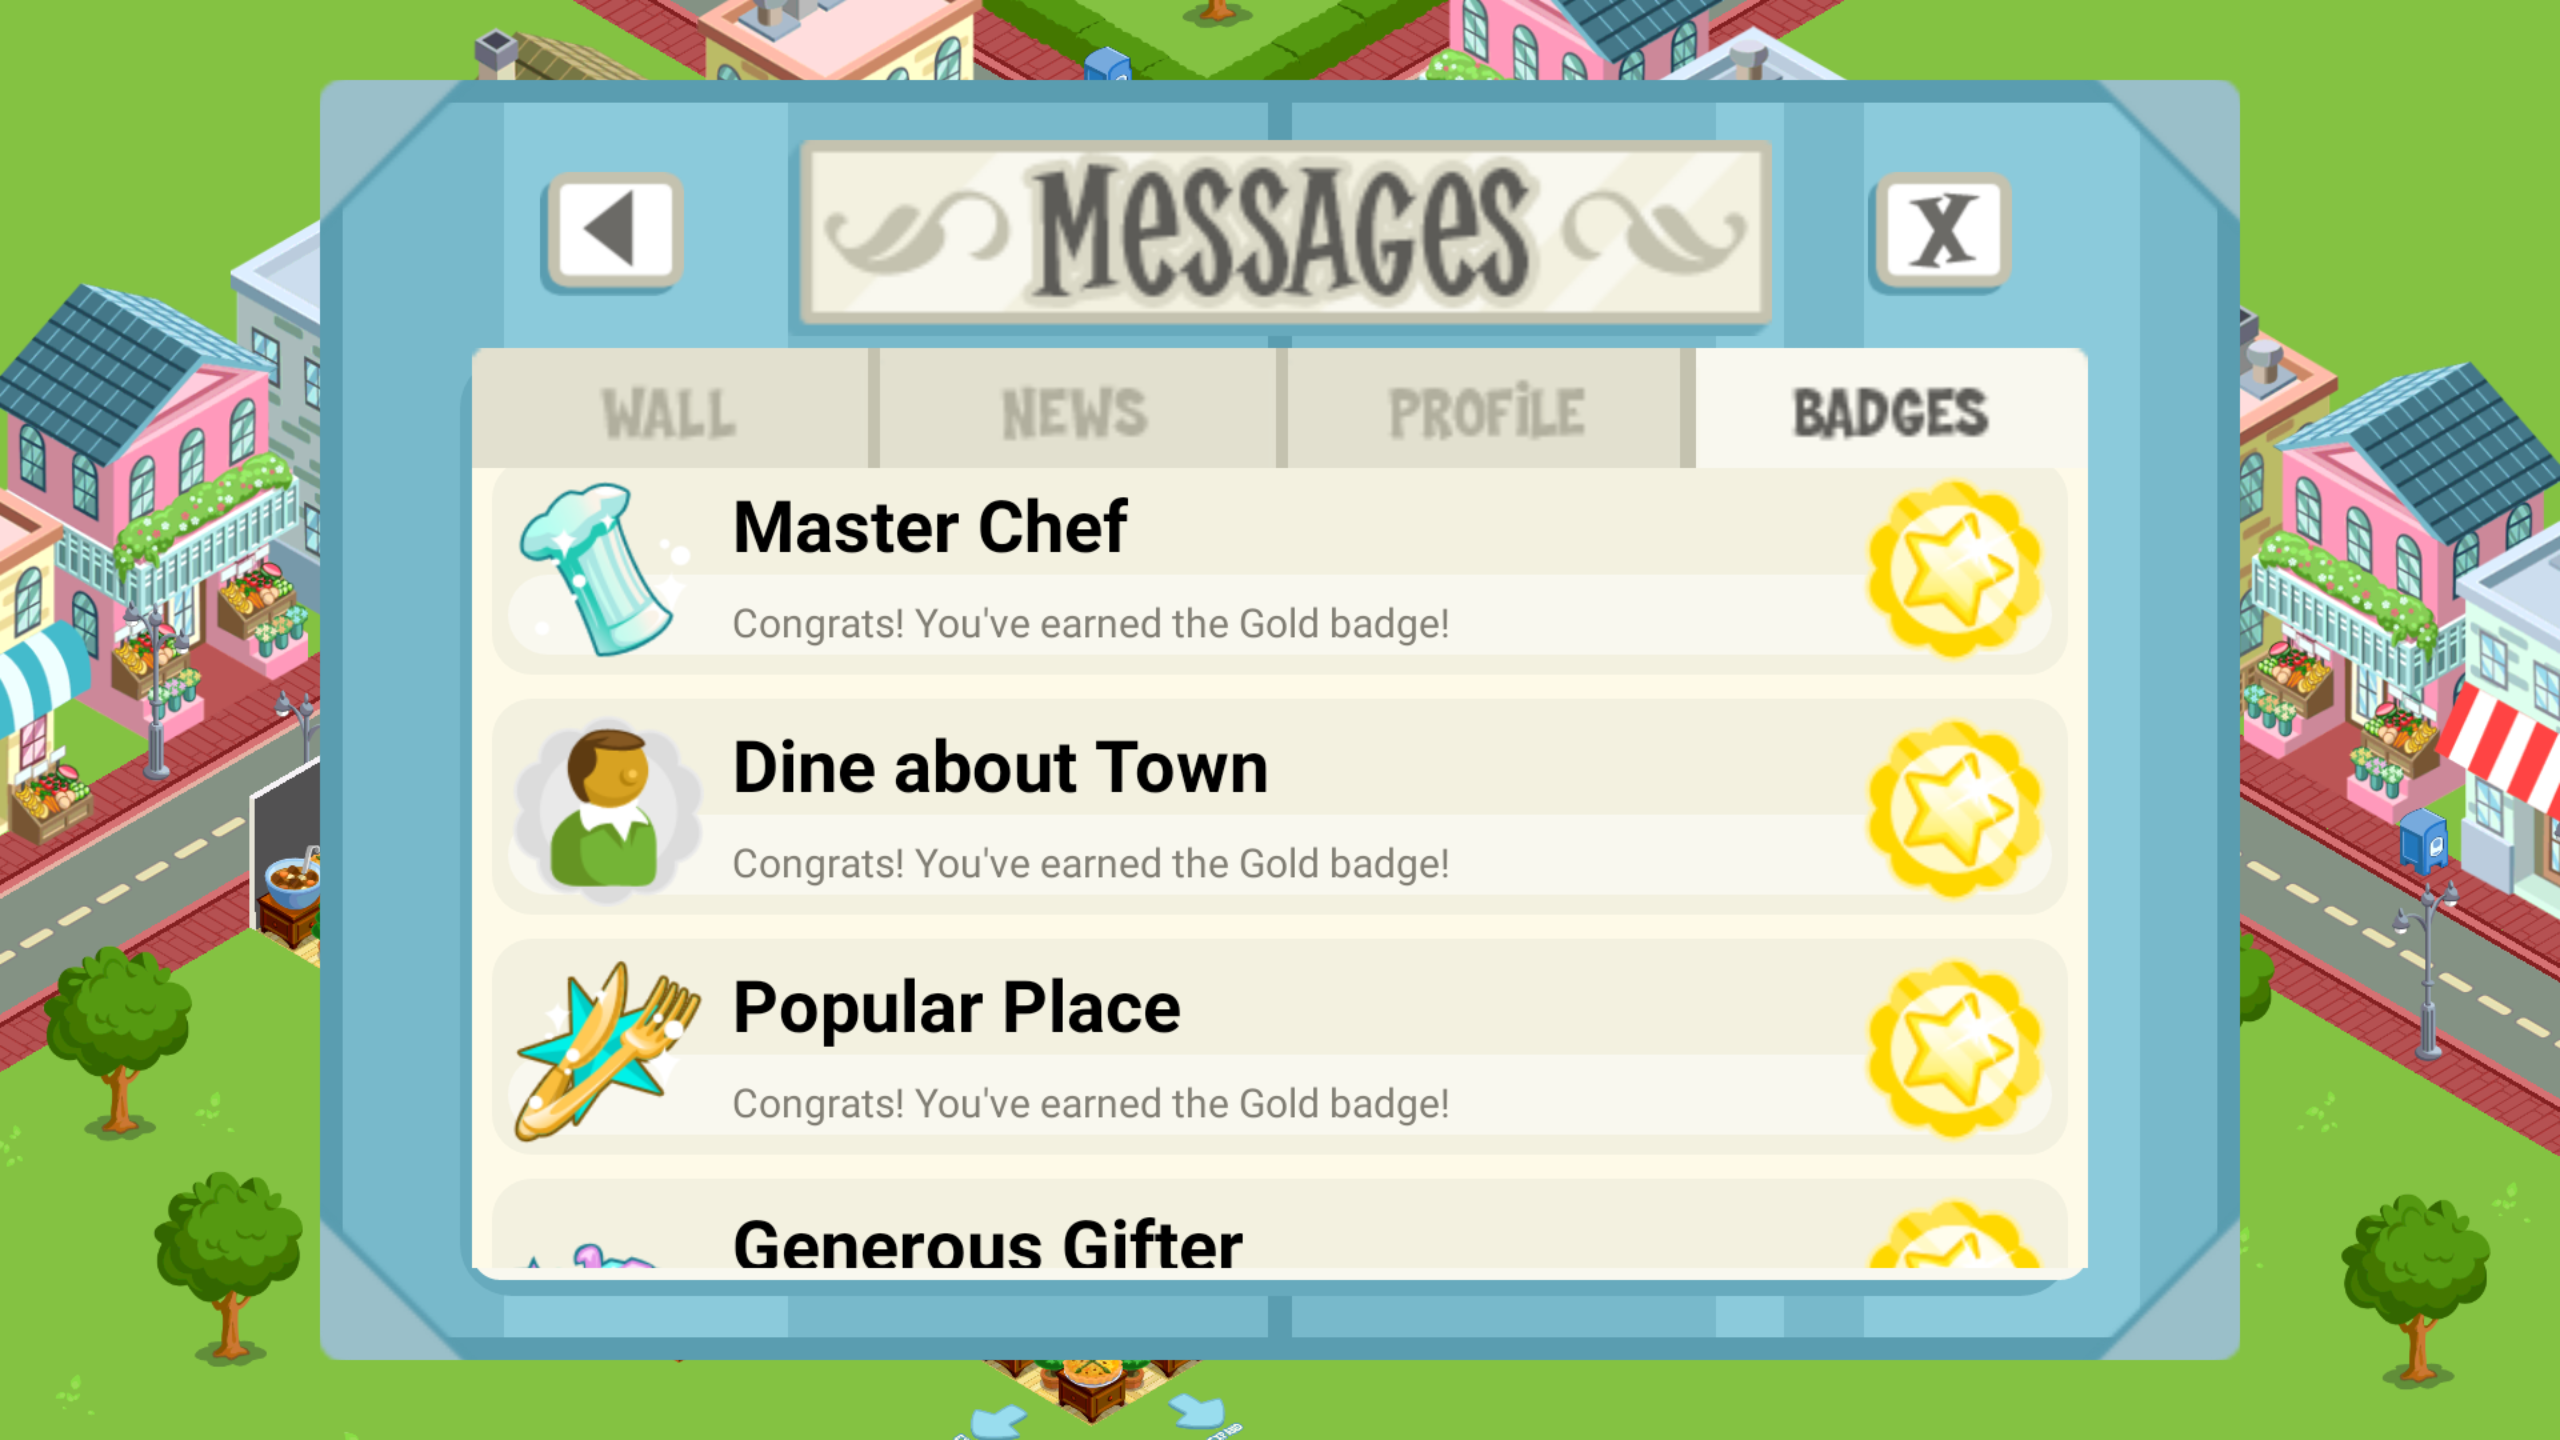 Messages
X
WALL NEWS PROFILE BADGES
Master Chef
Congrats! You've earned the Gold badge!
Dine about Town
Congrats! You've earned the Gold badge!
Popular Place
Congrats! You've earned the Gold badge!
Generous Gifter